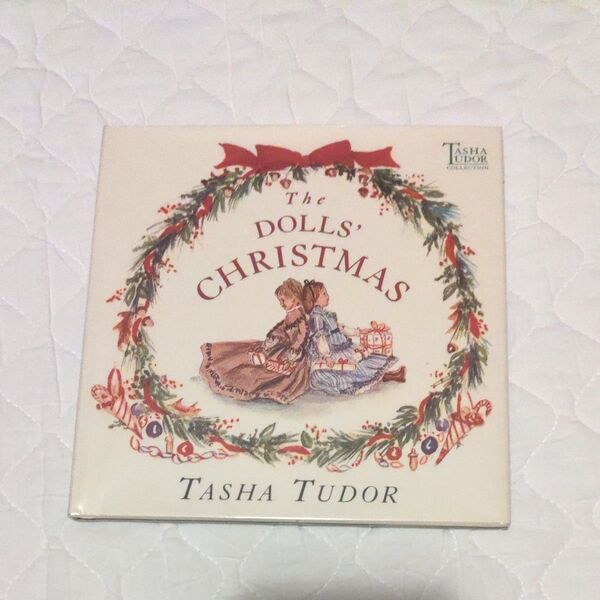 TASHA
TUDOR
COLLECTION
The
DOLLS'
CHRISTMAS
TASHA TUDOR